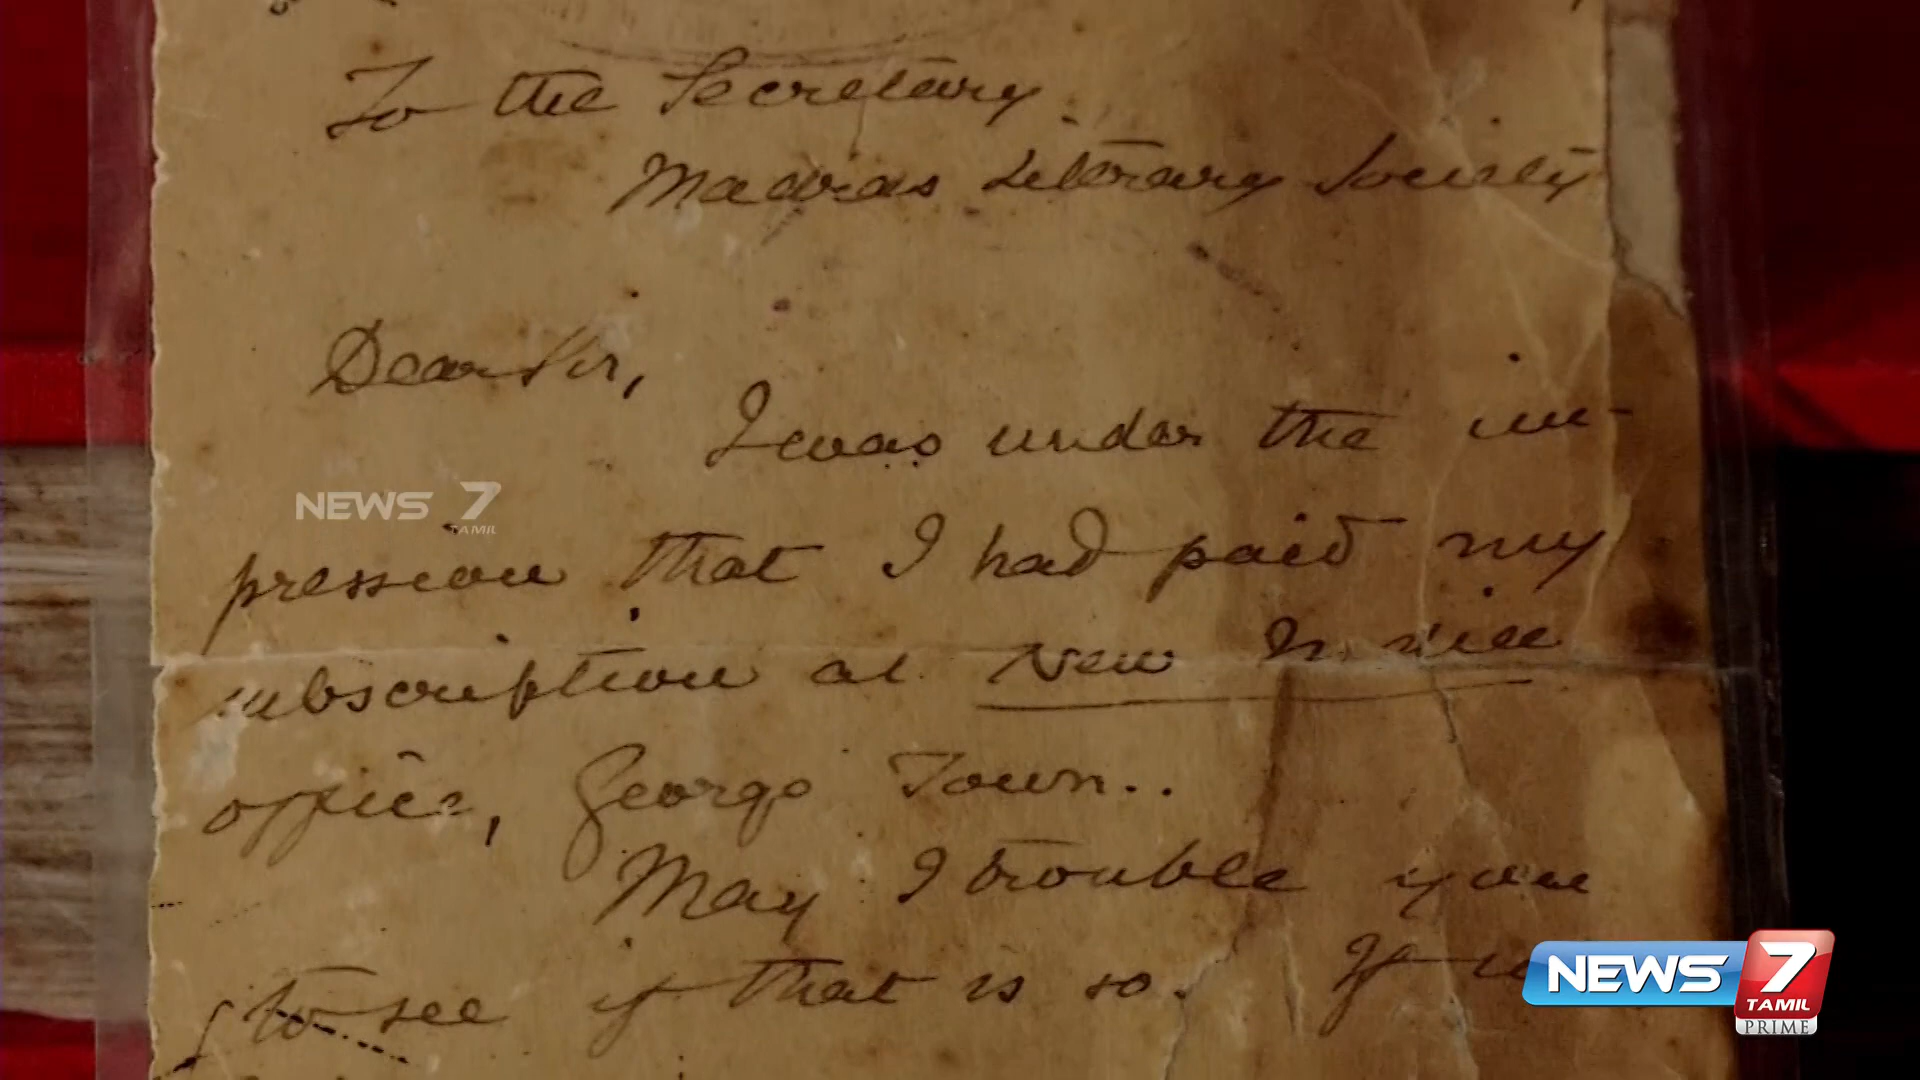 To the Secretary
Madras Literary Society
Dear Sir,
I was under the im-
pression that I had paid my
subscription at New India
office, George Town..
May I trouble you
to see if that is so. If
NEWS 7
TAMIL
NEWS 7
TAMIL
PRIME